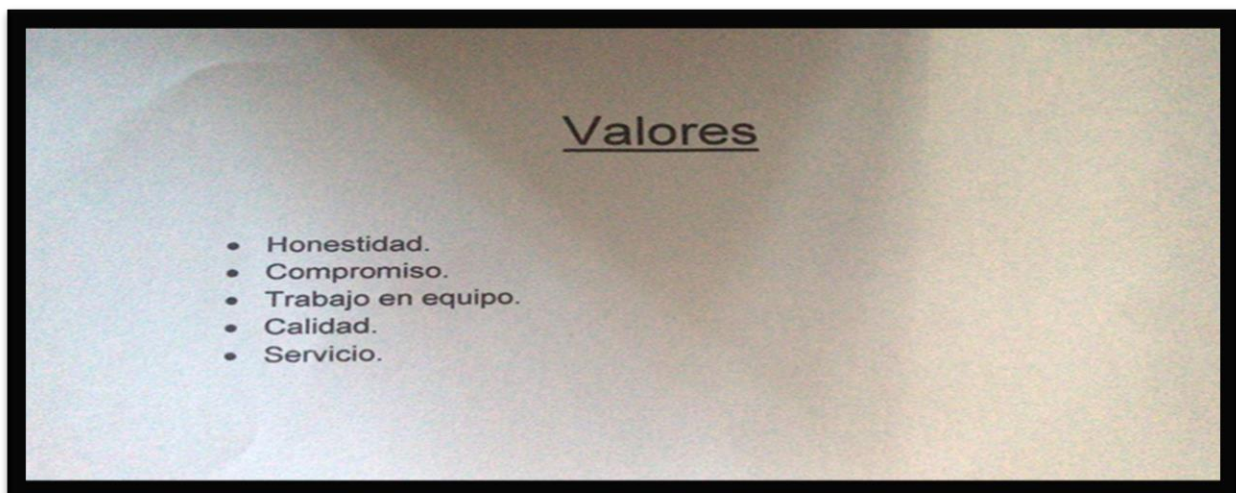 Valores
• Honestidad.
• Compromiso.
• Trabajo en equipo.
• Calidad.
• Servicio.